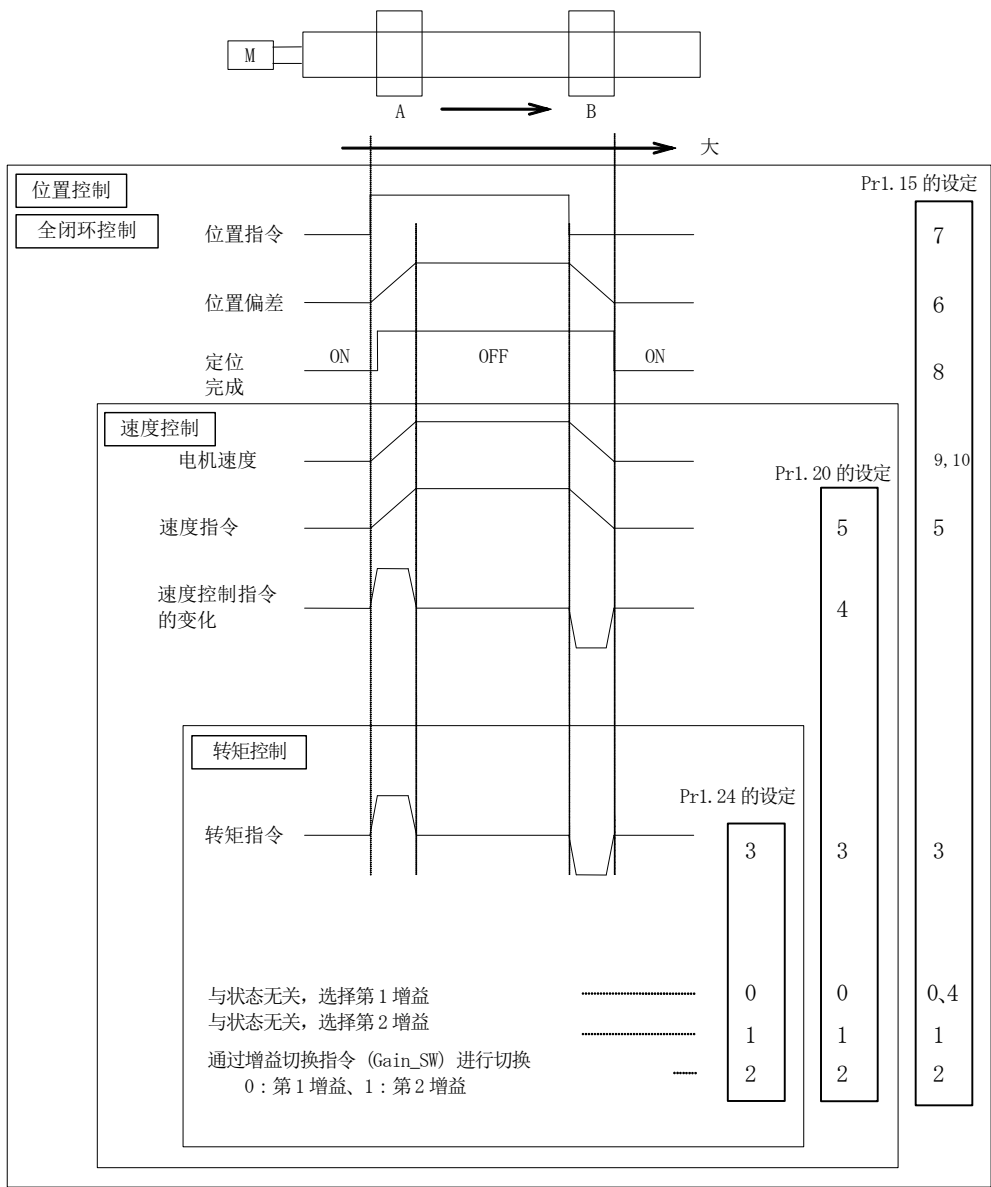 M
A
B
大
位置控制
Pr1.15 的设定
全闭环控制
位置指令
7
位置偏差
6
定位
完成
ON
OFF
ON
8
速度控制
电机速度
9, 10
Pr1.20 的设定
速度指令
5
5
速度控制指令
的变化
4
转矩控制
Pr1.24 的设定
转矩指令
3
3
3
与状态无关，选择第 1 增益
0
0
0、4
与状态无关，选择第 2 增益
1
1
1
通过增益切换指令 (Gain_SW) 进行切换
0：第 1 增益、1：第 2 增益
2
2
2